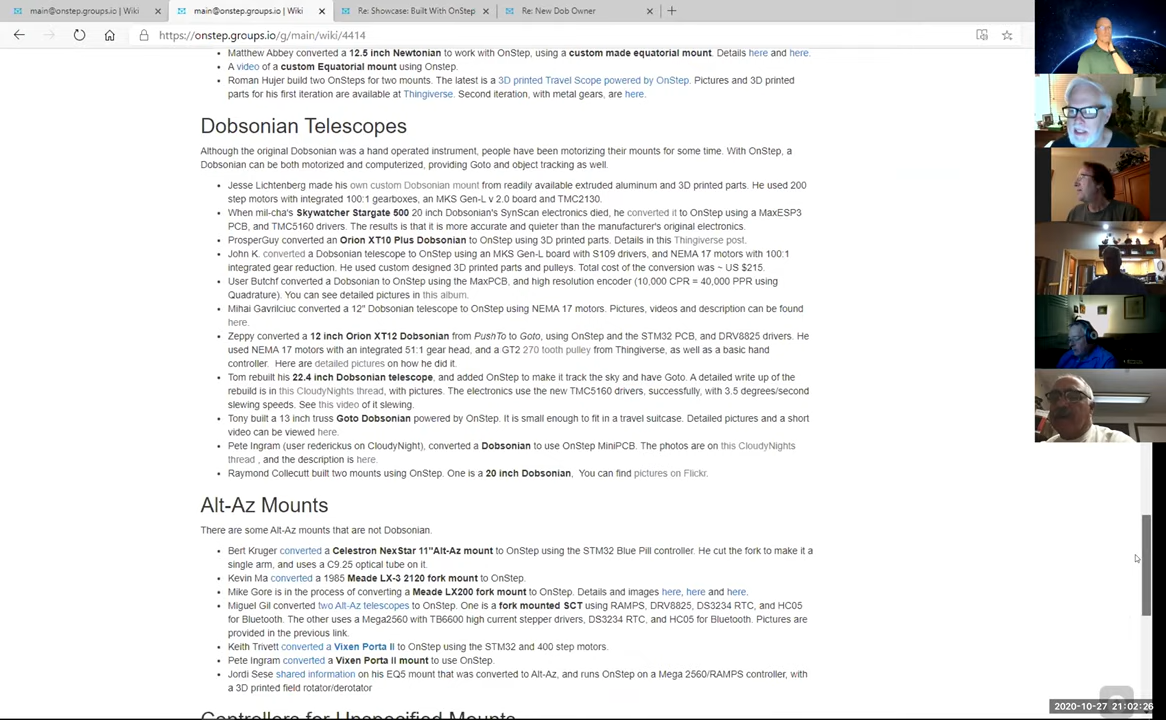 main@onstep.groups.io | Wiki
main@onstep.groups.io | Wiki
Re: Showcase: Built With OnStep
Re: New Dob Owner
https://onstep.groups.io/g/main/wiki/4414
Matthew Abbey converted a 12.5 inch Newtonian to work with OnStep, using a custom made equatorial mount. Details here and here.
A video of a custom Equatorial mount using Onstep.
Roman Hujer build two OnSteps for two mounts. The latest is a 3D printed Travel Scope powered by OnStep. Pictures and 3D printed
parts for his first iteration are available at Thingiverse. Second iteration, with metal gears, are here.
Dobsonian Telescopes
Although the original Dobsonian was a hand operated instrument, people have been motorizing their mounts for some time. With OnStep, a
Dobsonian can be both motorized and computerized, providing Goto and object tracking as well.
Jesse Lichtenberg made his own custom Dobsonian mount from readily available extruded aluminum and 3D printed parts. He used 200
step motors with integrated 100:1 gearboxes, an MKS Gen-L v 2.0 board and TMC2130.
When mil-cha's Skywatcher Stargate 500 20 inch Dobsonian's SynScan electronics died, he converted it to OnStep using a MaxESP3
PCB, and TMC5160 drivers. The results is that it is more accurate and quieter than the manufacturer's original electronics.
ProsperGuy converted an Orion XT10 Plus Dobsonian to OnStep using 3D printed parts. Details in this Thingiverse post.
John K. converted a Dobsonian telescope to OnStep using an MKS Gen-L board with S109 drivers, and NEMA 17 motors with 100:1
integrated gear reduction. He used custom designed 3D printed parts and pulleys. Total cost of the conversion was ~ US $215.
User Butchf converted a Dobsonian to OnStep using the MaxPCB, and high resolution encoder (10,000 CPR = 40,000 PPR using
Quadrature). You can see detailed pictures in this album.
Mihai Gavrilciuc converted a 12" Dobsonian telescope to OnStep using NEMA 17 motors. Pictures, videos and description can be found
here.
Zeppy converted a 12 inch Orion XT12 Dobsonian from PushTo to Goto, using OnStep and the STM32 PCB, and DRV8825 drivers. He
used NEMA 17 motors with an integrated 51:1 gear head, and a GT2 270 tooth pulley from Thingiverse, as well as a basic hand
controller. Here are detailed pictures on how he did it.
Tom rebuilt his 22.4 inch Dobsonian telescope, and added OnStep to make it track the sky and have Goto. A detailed write up of the
rebuild is in this CloudyNights thread, with pictures. The electronics use the new TMC5160 drivers, successfully, with 3.5 degrees/second
slewing speeds. See this video of it slewing.
Tony built a 13 inch truss Goto Dobsonian powered by OnStep. It is small enough to fit in a travel suitcase. Detailed pictures and a short
video can be viewed here.
Pete Ingram (user rederickus on CloudyNight), converted a Dobsonian to use OnStep MiniPCB. The photos are on this CloudyNights
thread , and the description is here.
Raymond Collecutt built two mounts using OnStep. One is a 20 inch Dobsonian, You can find pictures on Flickr.
Alt-Az Mounts
There are some Alt-Az mounts that are not Dobsonian.
Bert Kruger converted a Celestron NexStar 11"Alt-Az mount to OnStep using the STM32 Blue Pill controller. He cut the fork to make it a
single arm, and uses a C9.25 optical tube on it.
Kevin Ma converted a 1985 Meade LX-3 2120 fork mount to OnStep.
Mike Gore is in the process of converting a Meade LX200 fork mount to OnStep. Details and images here, here and here.
Miguel Gil converted two Alt-Az telescopes to OnStep. One is a fork mounted SCT using RAMPS, DRV8825, DS3234 RTC, and HC05
for Bluetooth. The other uses a Mega2560 with TB6600 high current stepper drivers, DS3234 RTC, and HC05 for Bluetooth. Pictures are
provided in the previous link.
Keith Trivett converted a Vixen Porta II to OnStep using the STM32 and 400 step motors.
Pete Ingram converted a Vixen Porta II mount to use OnStep.
Jordi Sese shared information on his EQ5 mount that was converted to Alt-Az, and runs OnStep on a Mega 2560/RAMPS controller, with
a 3D printed field rotator/derotator
Controllers for Unspecified Mounts
2020-10-27 21:02:26